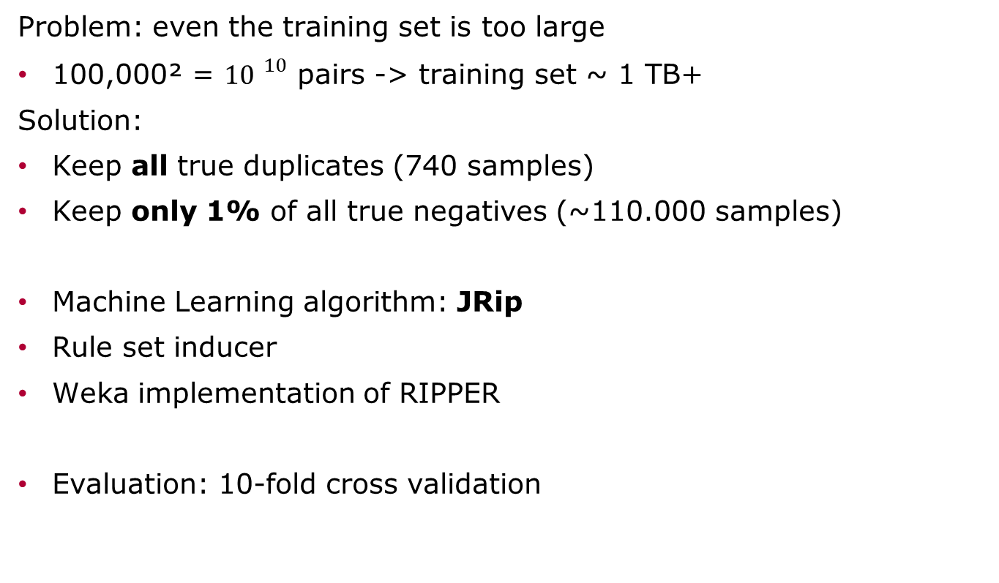 Problem: even the training set is too large
• 100,000² = 10 ¹⁰ pairs -> training set ~ 1 TB+
Solution:
• Keep all true duplicates (740 samples)
• Keep only 1% of all true negatives (~110.000 samples)
• Machine Learning algorithm: JRip
• Rule set inducer
• Weka implementation of RIPPER
• Evaluation: 10-fold cross validation